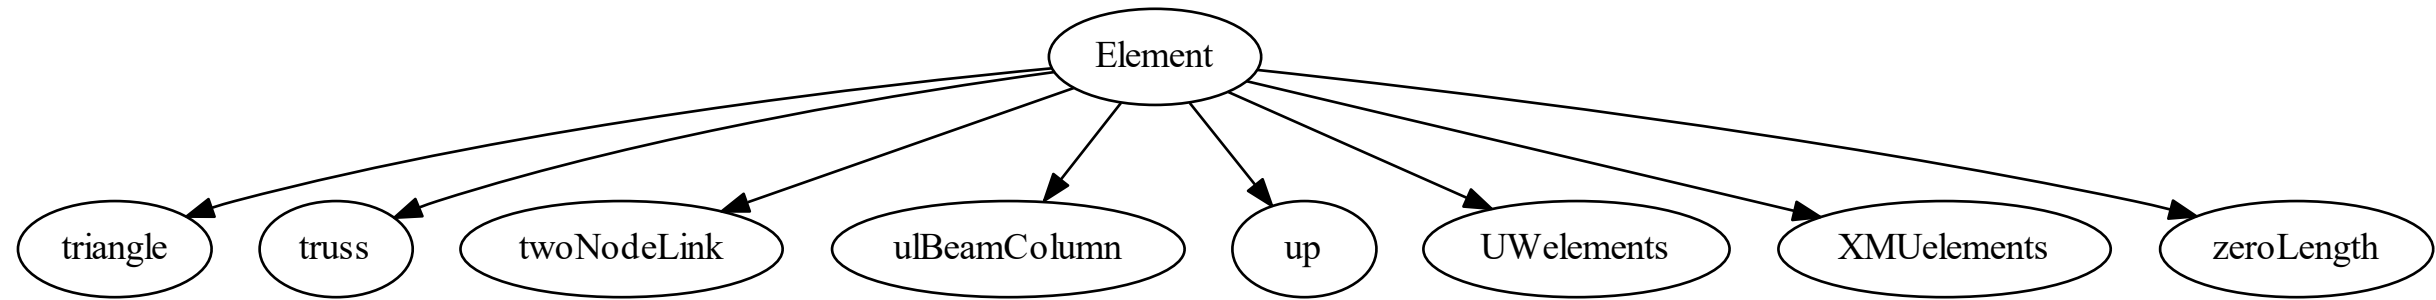 Element
triangle
truss
twoNodeLink
ulBeamColumn
up
UWelements
XMUelements
zeroLength